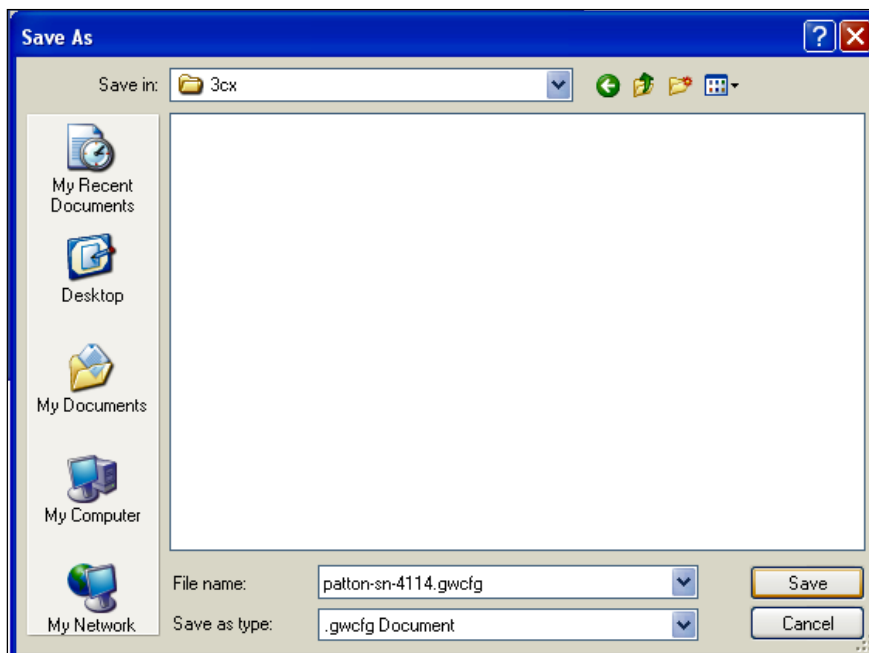 Save As
Save in: 3cx
My Recent
Documents
Desktop
My Documents
My Computer
My Network
File name: patton-sn-4114.gwcfg Save
Save as type: .gwcfg Document Cancel